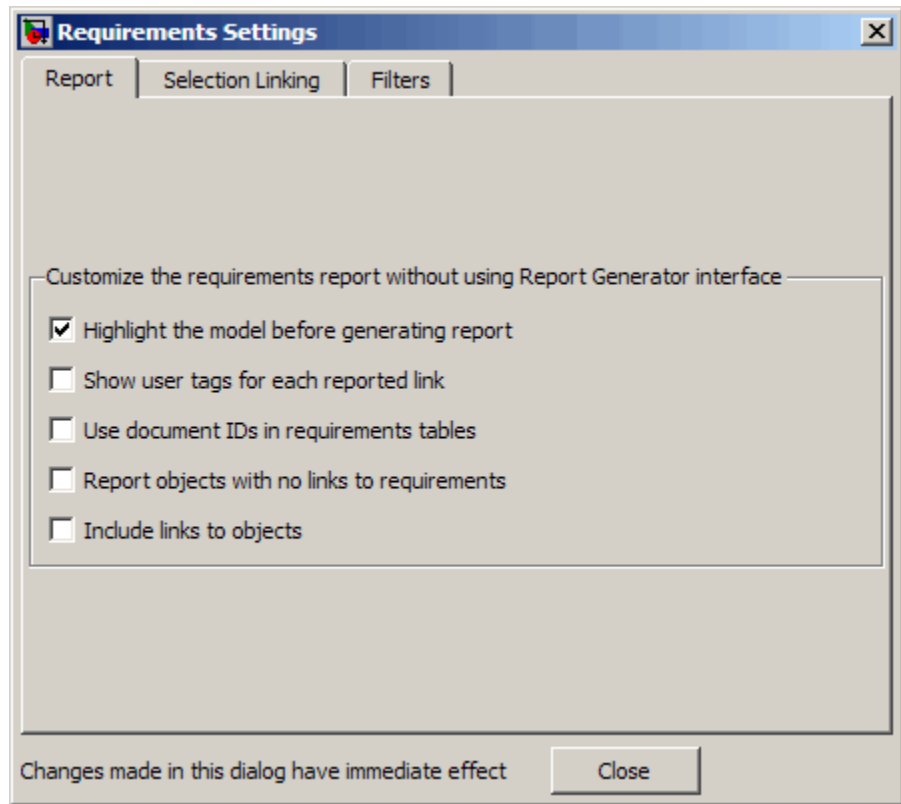 Requirements Settings
Report
Selection Linking
Filters
Customize the requirements report without using Report Generator interface
Highlight the model before generating report
Show user tags for each reported link
Use document IDs in requirements tables
Report objects with no links to requirements
Include links to objects
Changes made in this dialog have immediate effect
Close